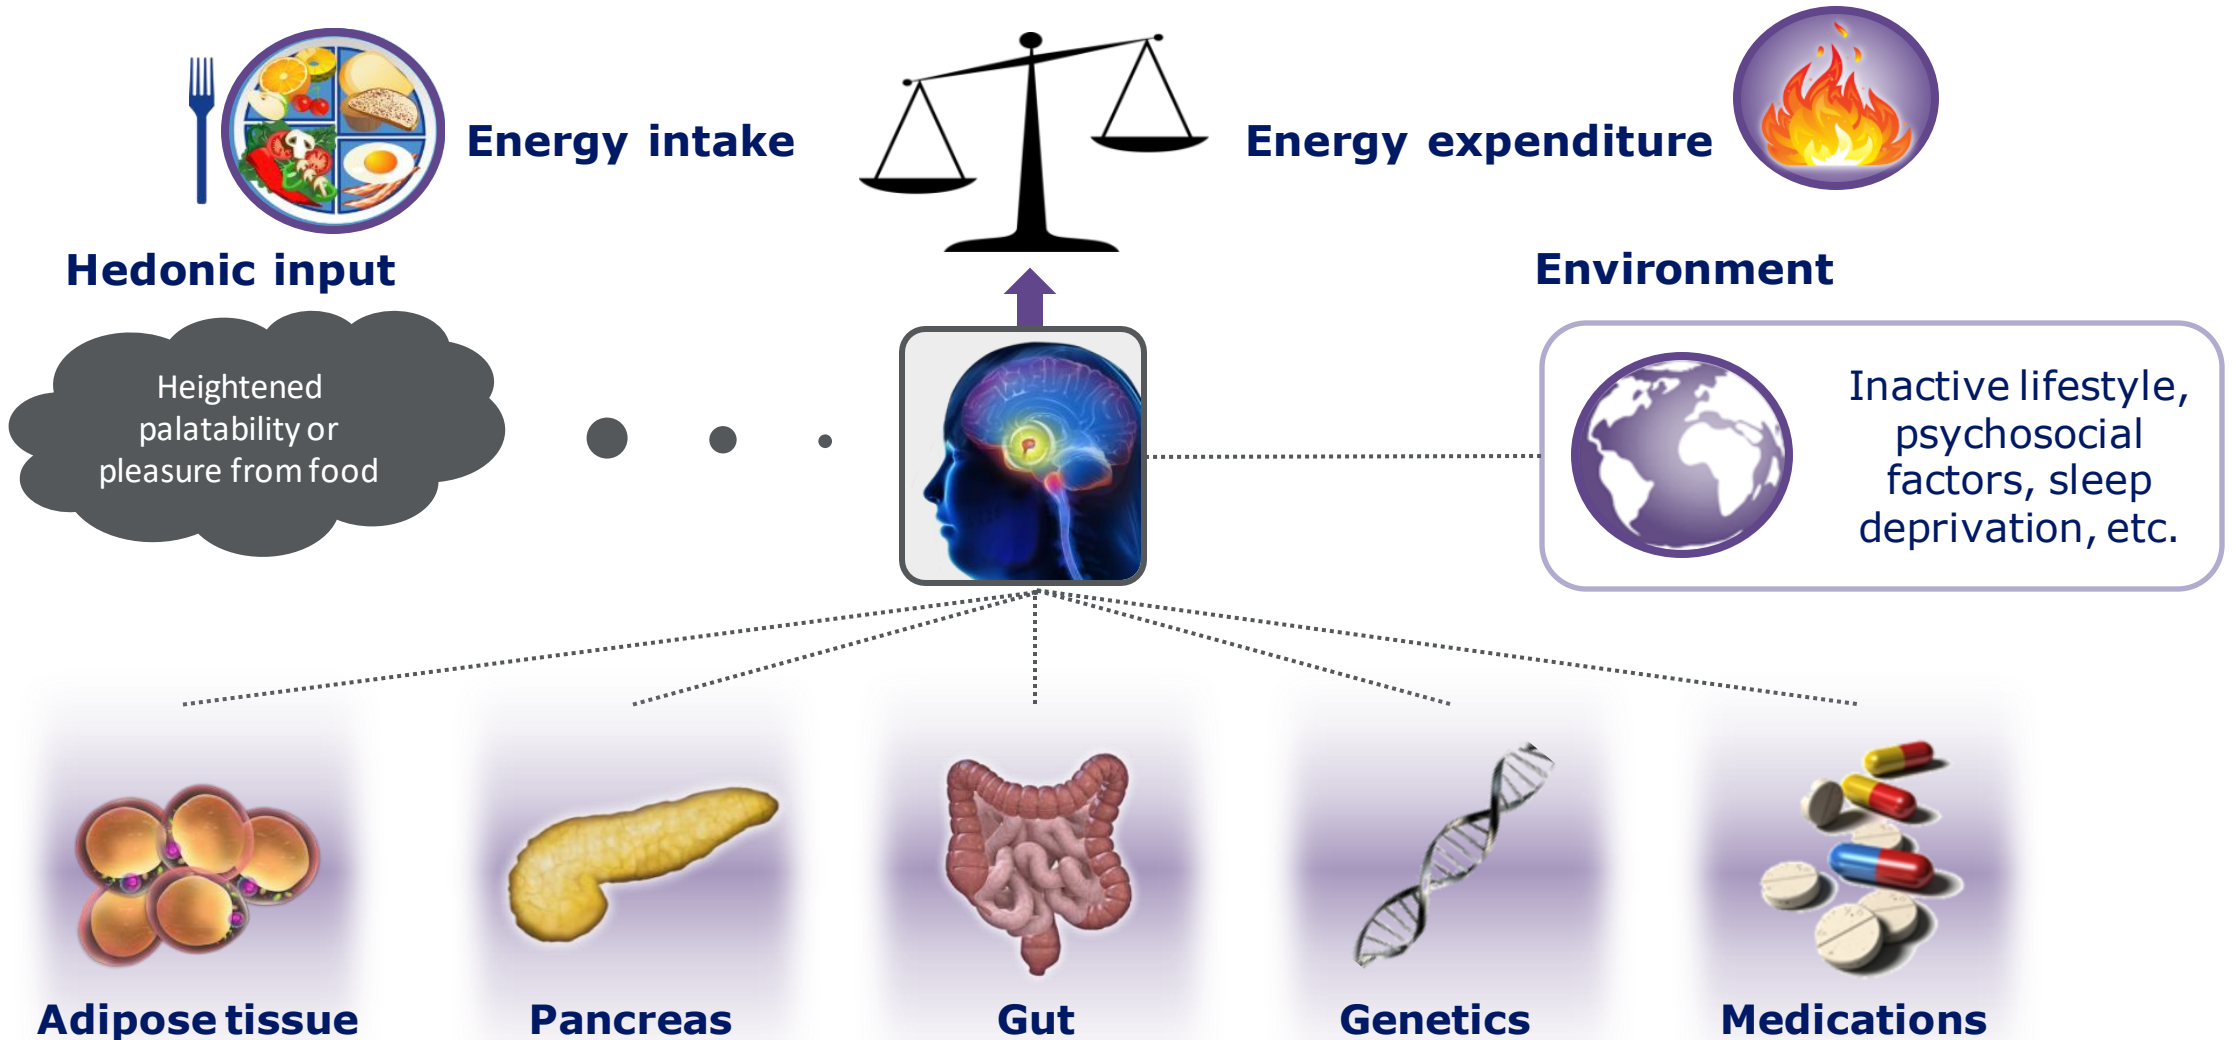 Energy intake
Energy expenditure
Hedonic input
Heightened
palatability or
pleasure from food
Environment
Inactive lifestyle,
psychosocial
factors, sleep
deprivation, etc.
Adipose tissue
Pancreas
Gut
Genetics
Medications